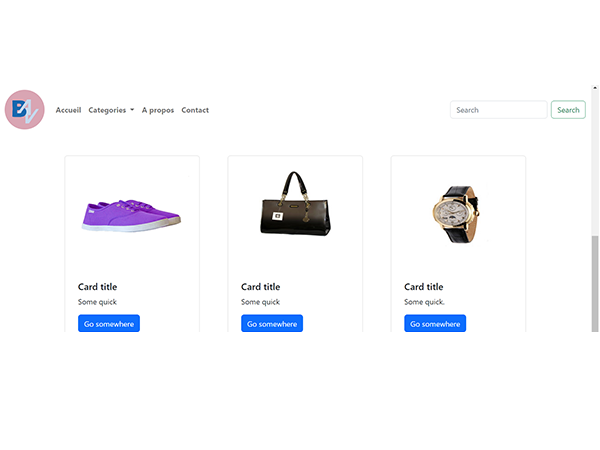 Accueil Categories A propos Contact Search Search
Card title Card title Card title
Some quick Some quick Some quick.
Go somewhere Go somewhere Go somewhere